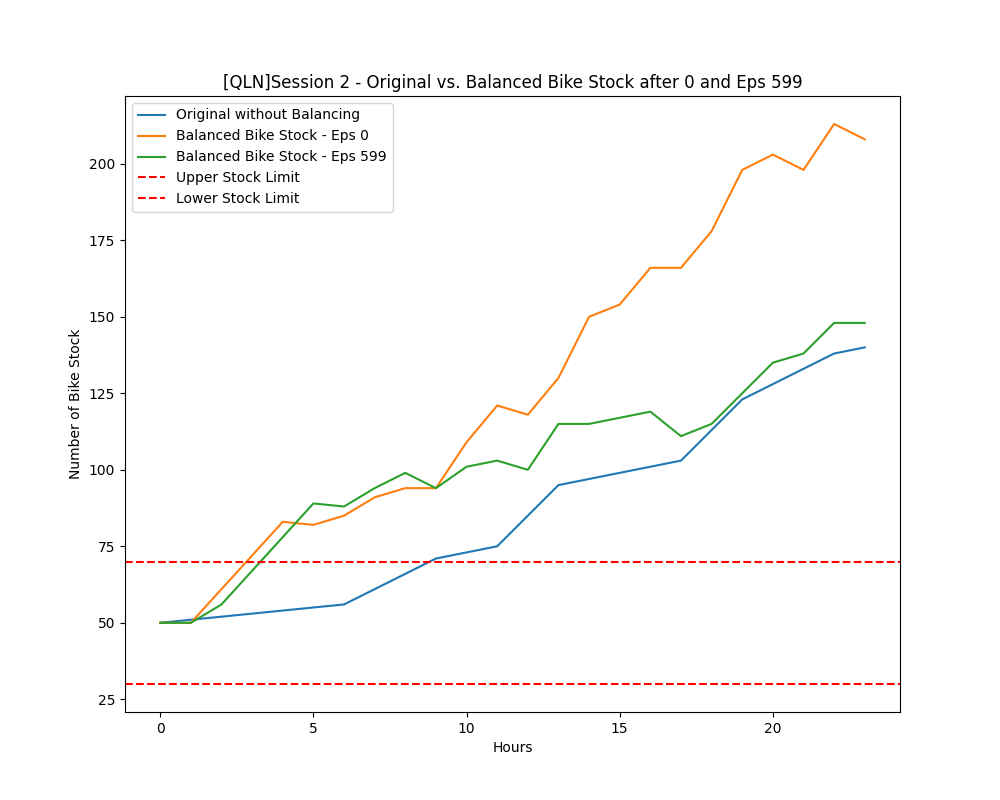 [QLN]Session 2 - Original vs. Balanced Bike Stock after 0 and Eps 599
Original without Balancing
Balanced Bike Stock - Eps 0
Balanced Bike Stock - Eps 599
Upper Stock Limit
Lower Stock Limit
200
175
150
125
100
75
50
25
Number of Bike Stock
0 5 10 15 20
Hours